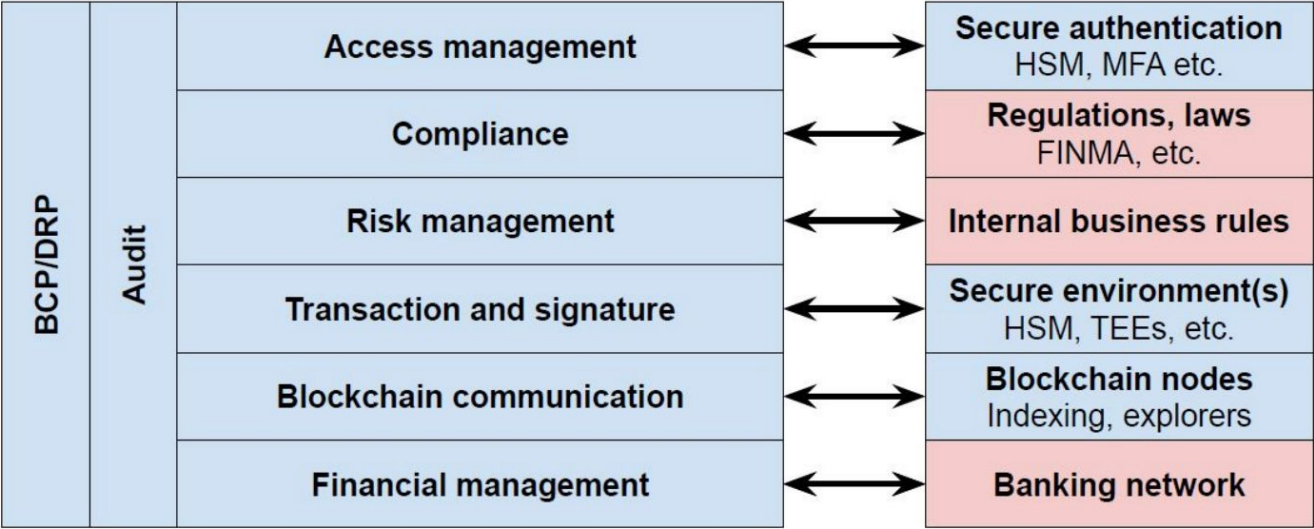 BCP/DRP
Audit
Access management
Secure authentication
HSM, MFA etc.
Compliance
Regulations, laws
FINMA, etc.
Risk management
Internal business rules
Transaction and signature
Secure environment(s)
HSM, TEEs, etc.
Blockchain communication
Blockchain nodes
Indexing, explorers
Financial management
Banking network